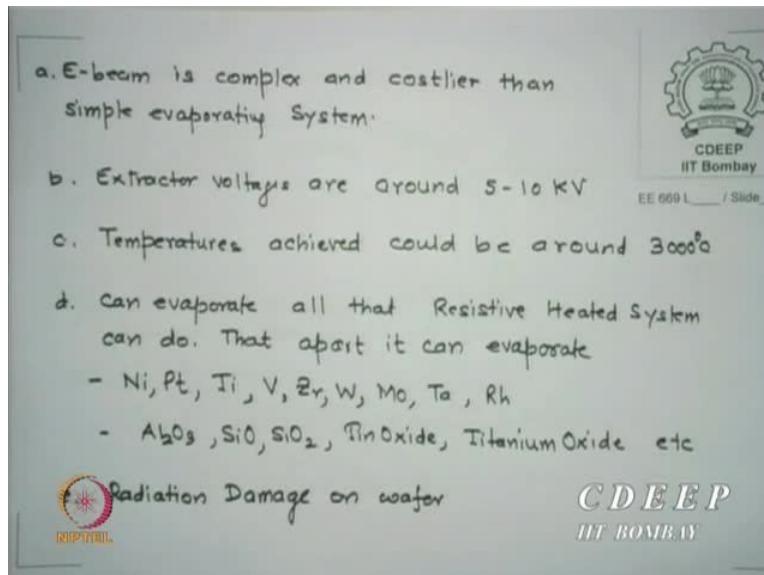 a. E-beam is complex and costlier than
simple evaporating System.
CDEEP
IIT Bombay
EE 669 L____ / Slide_
b. Extractor voltages are around 5-10 KV
c. Temperatures achieved could be around 3000°C
d. Can evaporate all that Resistive Heated System
can do. That apart it can evaporate
- Ni, Pt, Ti, V, Zr, W, Mo, Ta, Rh
- Al2O3, SiO, SiO2, Tin Oxide, Titanium Oxide etc
Radiation Damage on wafer
NPTEL
CDEEP
IIT BOMBAY